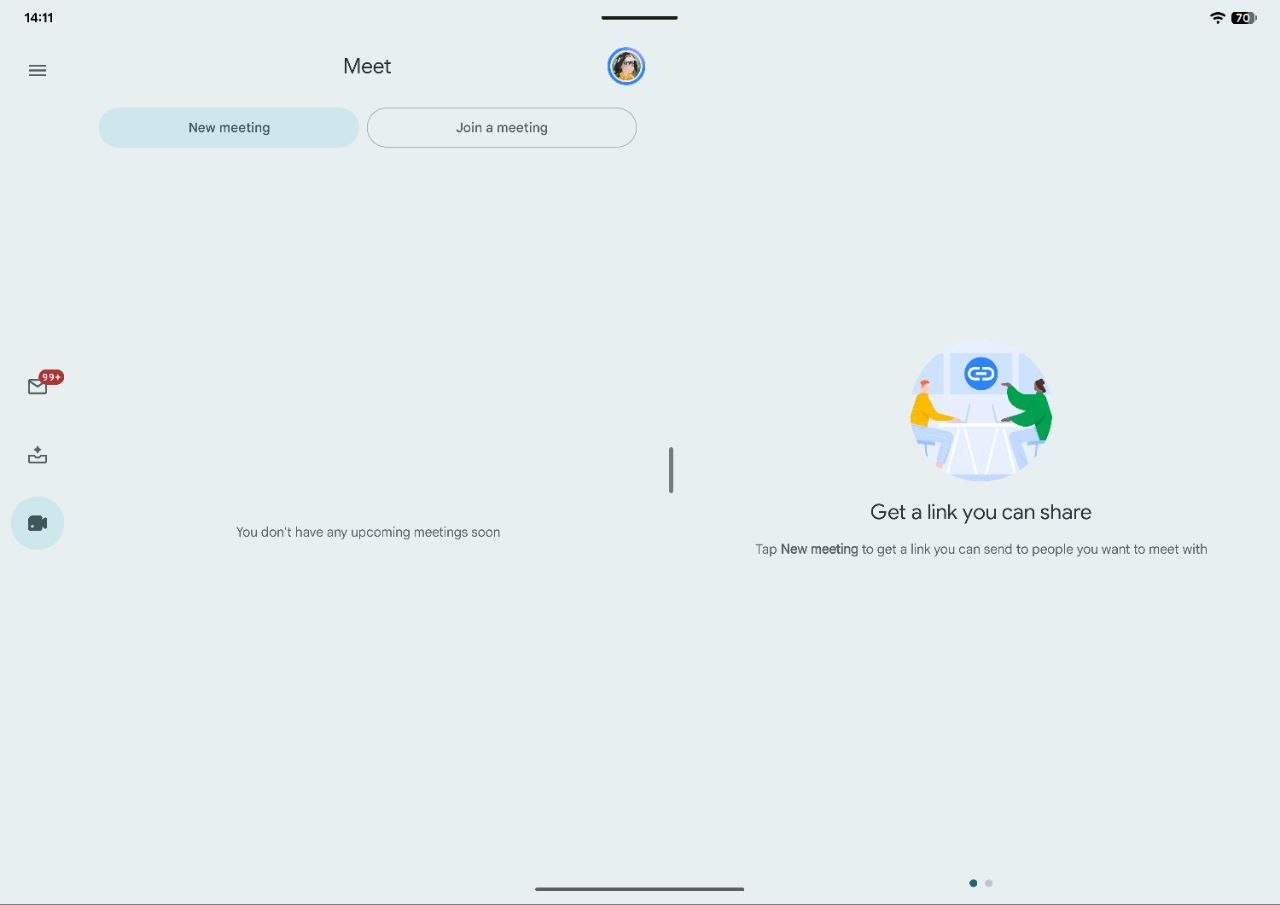 14:11
70
Meet
New meeting
Join a meeting
99+
You don't have any upcoming meetings soon
Get a link you can share
Tap New meeting to get a link you can send to people you want to meet with